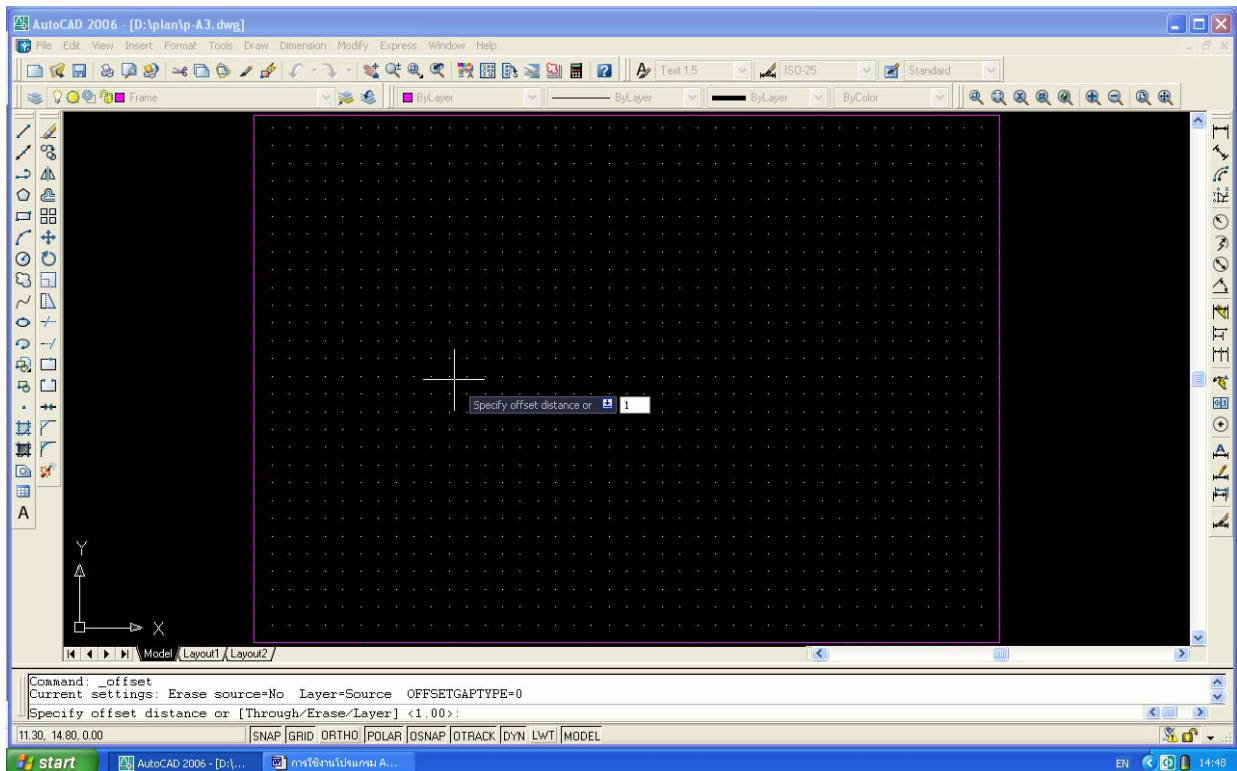 AutoCAD 2006 - [D:\plan\p-A3.dwg]
File Edit View Insert Format Tools Draw Dimension Modify Express Window Help
Text 1.5 ISO-25 Standard
Frame ByLayer ByLayer ByLayer ByColor
Specify offset distance or 1
Y
X
Model Layout1 Layout2
Command: _offset
Current settings: Erase source=No Layer=Source OFFSETGAPTYPE=0
Specify offset distance or [Through/Erase/Layer] <1.00>:
11.30, 14.80, 0.00 SNAP GRID ORTHO POLAR OSNAP OTRACK DYN LWT MODEL
start AutoCAD 2006 - [D:\... การใช้งานโปรแกรม A... EN 14:48